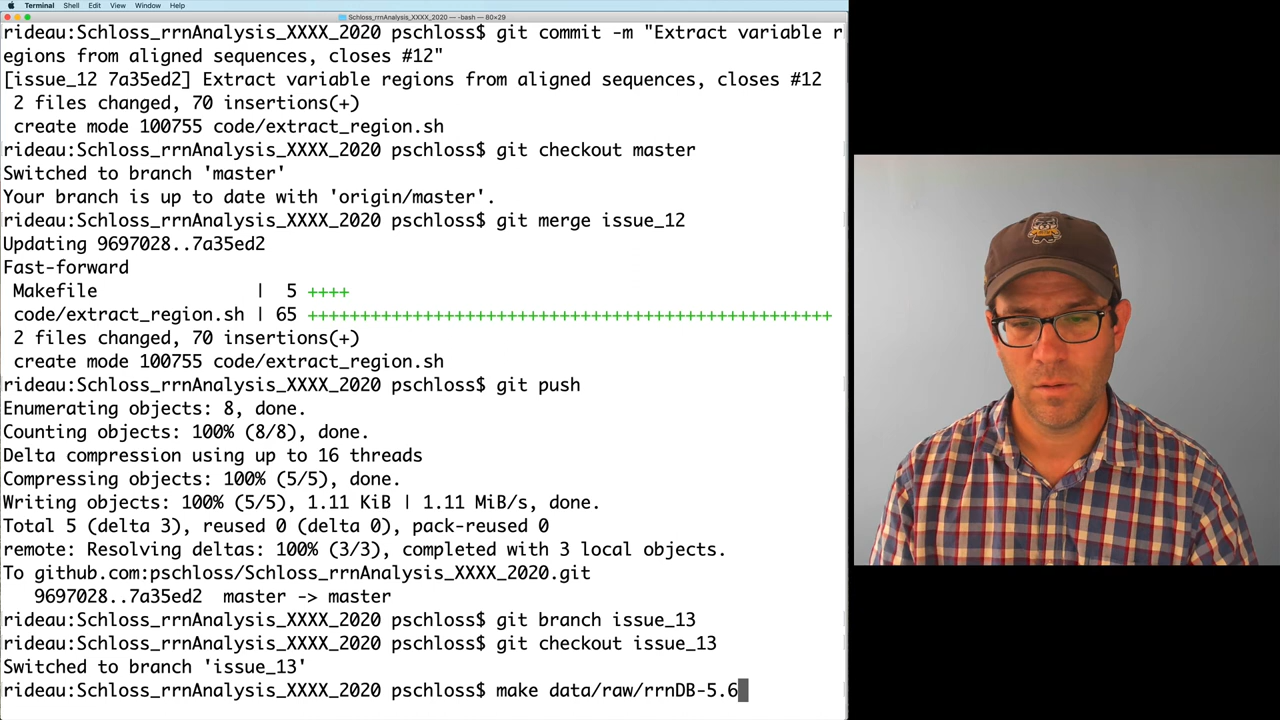 Terminal Shell Edit View Window Help
Schloss_rrnAnalysis_XXXX_2020 — -bash — 80×29
rideau:Schloss_rrnAnalysis_XXXX_2020 pschloss$ git commit -m "Extract variable r
egions from aligned sequences, closes #12"
[issue_12 7a35ed2] Extract variable regions from aligned sequences, closes #12
2 files changed, 70 insertions(+)
create mode 100755 code/extract_region.sh
rideau:Schloss_rrnAnalysis_XXXX_2020 pschloss$ git checkout master
Switched to branch 'master'
Your branch is up to date with 'origin/master'.
rideau:Schloss_rrnAnalysis_XXXX_2020 pschloss$ git merge issue_12
Updating 9697028..7a35ed2
Fast-forward
Makefile | 5 ++++
code/extract_region.sh | 65 ++++++++++++++++++++++++++++++++++++++++++++++++++
2 files changed, 70 insertions(+)
create mode 100755 code/extract_region.sh
rideau:Schloss_rrnAnalysis_XXXX_2020 pschloss$ git push
Enumerating objects: 8, done.
Counting objects: 100% (8/8), done.
Delta compression using up to 16 threads
Compressing objects: 100% (5/5), done.
Writing objects: 100% (5/5), 1.11 KiB | 1.11 MiB/s, done.
Total 5 (delta 3), reused 0 (delta 0), pack-reused 0
remote: Resolving deltas: 100% (3/3), completed with 3 local objects.
To github.com:pschloss/Schloss_rrnAnalysis_XXXX_2020.git
9697028..7a35ed2 master -> master
rideau:Schloss_rrnAnalysis_XXXX_2020 pschloss$ git branch issue_13
rideau:Schloss_rrnAnalysis_XXXX_2020 pschloss$ git checkout issue_13
Switched to branch 'issue_13'
rideau:Schloss_rrnAnalysis_XXXX_2020 pschloss$ make data/raw/rrnDB-5.6